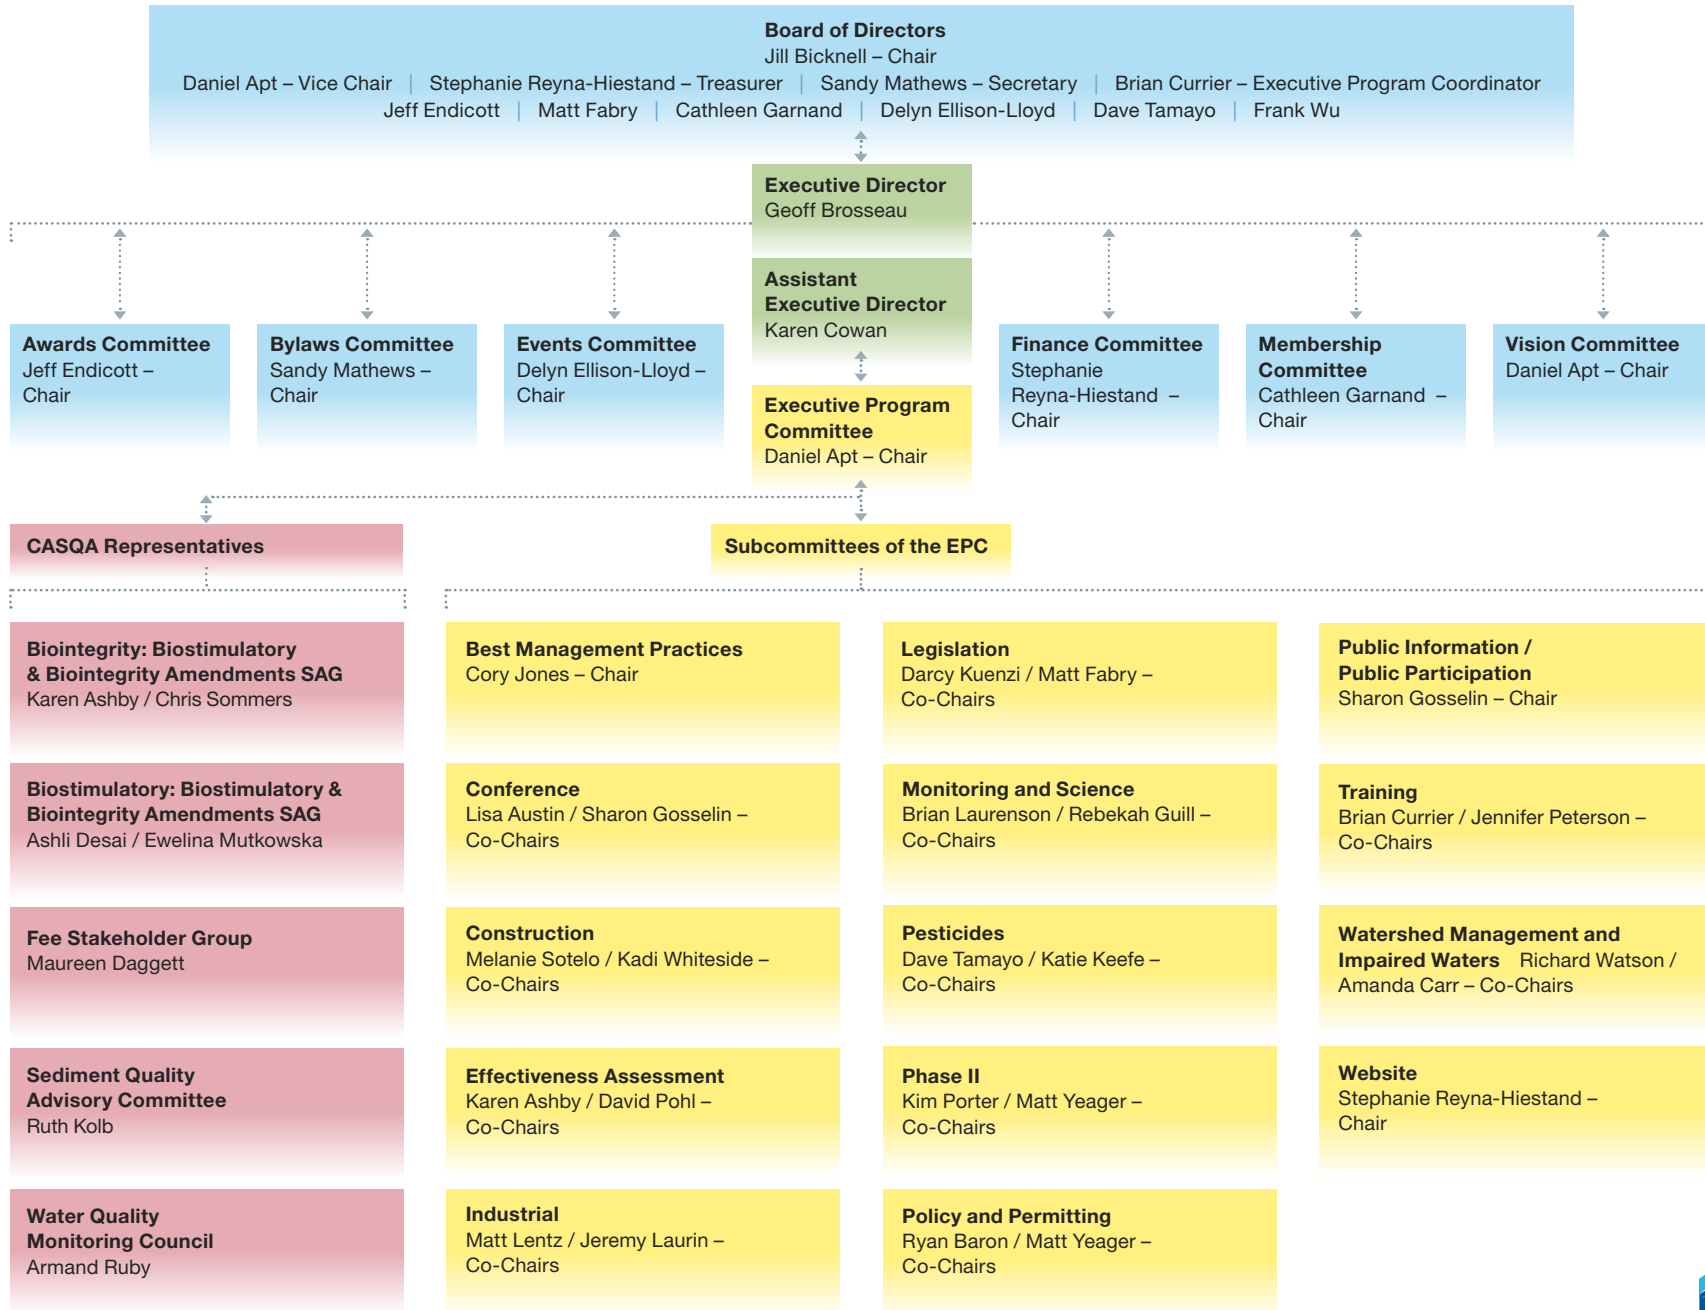 Board of Directors
Jill Bicknell – Chair
Daniel Apt – Vice Chair | Stephanie Reyna-Hiestand – Treasurer | Sandy Mathews – Secretary | Brian Currier – Executive Program Coordinator
Jeff Endicott | Matt Fabry | Cathleen Garnand | Delyn Ellison-Lloyd | Dave Tamayo | Frank Wu
Executive Director
Geoff Brosseau
Assistant
Executive Director
Karen Cowan
Awards Committee
Jeff Endicott –
Chair
Bylaws Committee
Sandy Mathews –
Chair
Events Committee
Delyn Ellison-Lloyd –
Chair
Executive Program
Committee
Daniel Apt – Chair
Finance Committee
Stephanie
Reyna-Hiestand –
Chair
Membership
Committee
Cathleen Garnand –
Chair
Vision Committee
Daniel Apt – Chair
CASQA Representatives
Subcommittees of the EPC
Biointegrity: Biostimulatory
& Biointegrity Amendments SAG
Karen Ashby / Chris Sommers
Biostimulatory: Biostimulatory &
Biointegrity Amendments SAG
Ashli Desai / Ewelina Mutkowska
Fee Stakeholder Group
Maureen Daggett
Sediment Quality
Advisory Committee
Ruth Kolb
Water Quality
Monitoring Council
Armand Ruby
Best Management Practices
Cory Jones – Chair
Conference
Lisa Austin / Sharon Gosselin –
Co-Chairs
Construction
Melanie Sotelo / Kadi Whiteside –
Co-Chairs
Effectiveness Assessment
Karen Ashby / David Pohl –
Co-Chairs
Industrial
Matt Lentz / Jeremy Laurin –
Co-Chairs
Legislation
Darcy Kuenzi / Matt Fabry –
Co-Chairs
Monitoring and Science
Brian Laurenson / Rebekah Guill –
Co-Chairs
Pesticides
Dave Tamayo / Katie Keefe –
Co-Chairs
Phase II
Kim Porter / Matt Yeager –
Co-Chairs
Policy and Permitting
Ryan Baron / Matt Yeager –
Co-Chairs
Public Information /
Public Participation
Sharon Gosselin – Chair
Training
Brian Currier / Jennifer Peterson –
Co-Chairs
Watershed Management and
Impaired Waters Richard Watson /
Amanda Carr – Co-Chairs
Website
Stephanie Reyna-Hiestand –
Chair